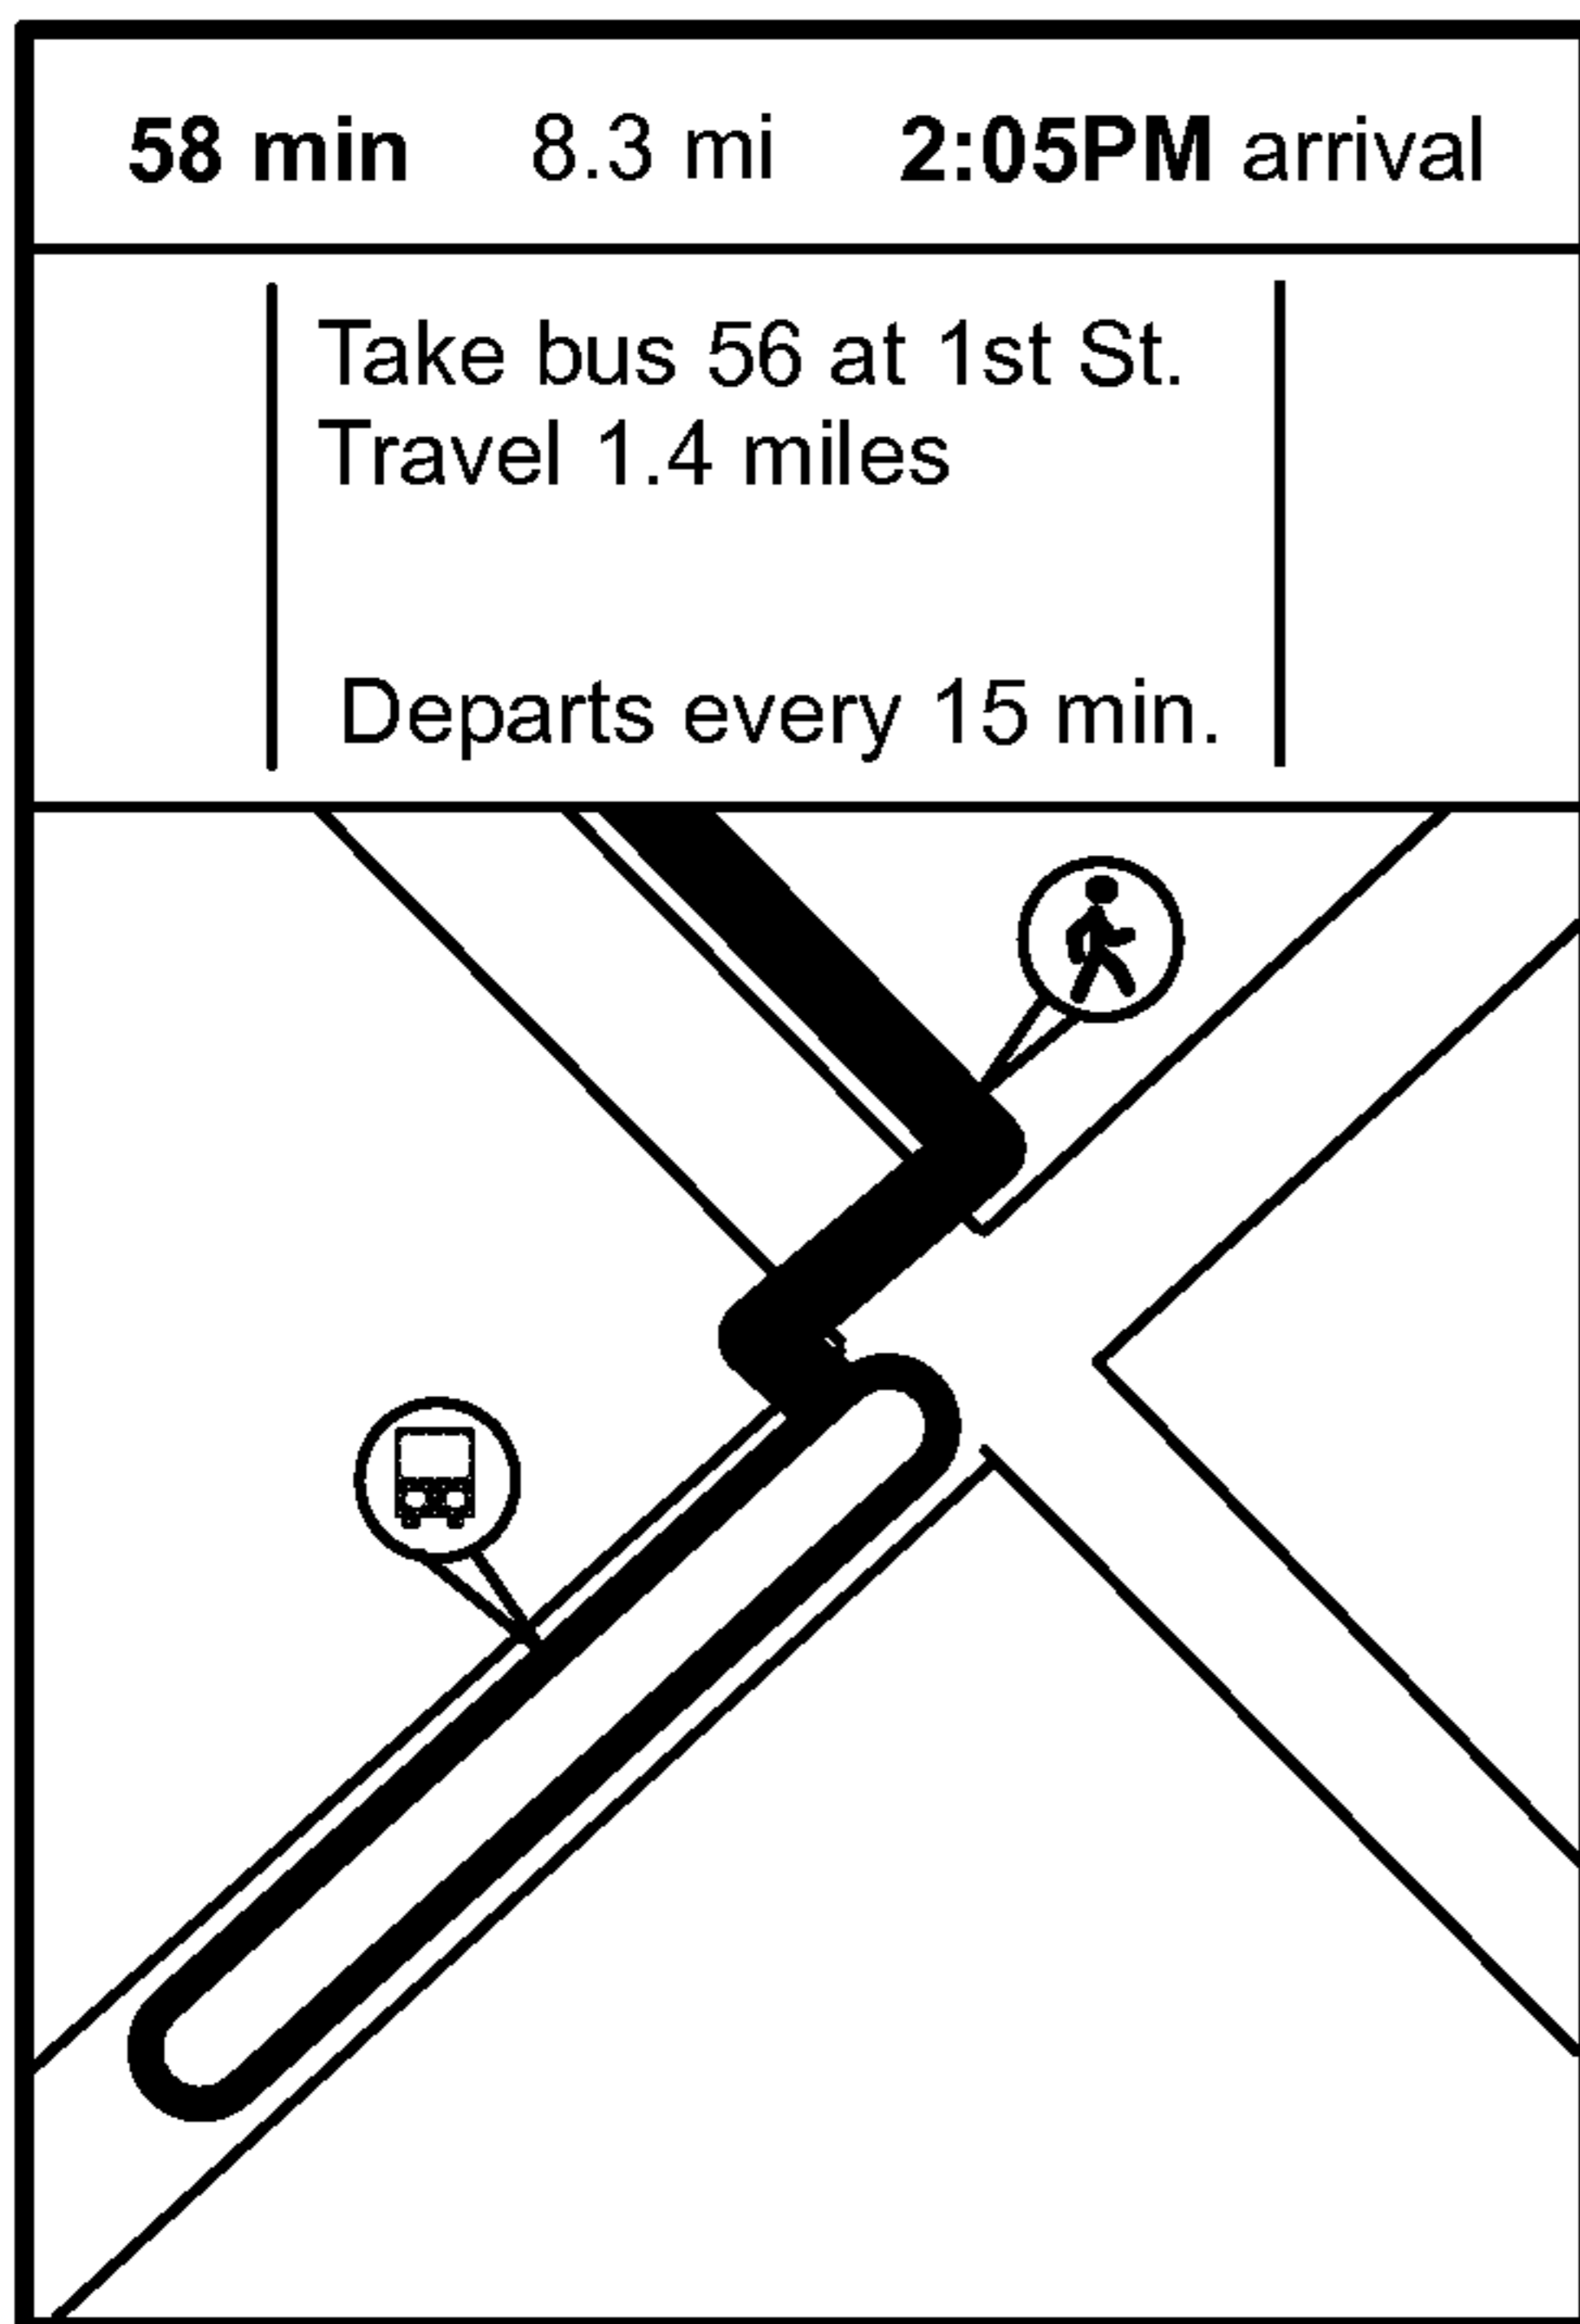 58 min 8.3 mi 2:05PM arrival
Take bus 56 at 1st St.
Travel 1.4 miles
Departs every 15 min.